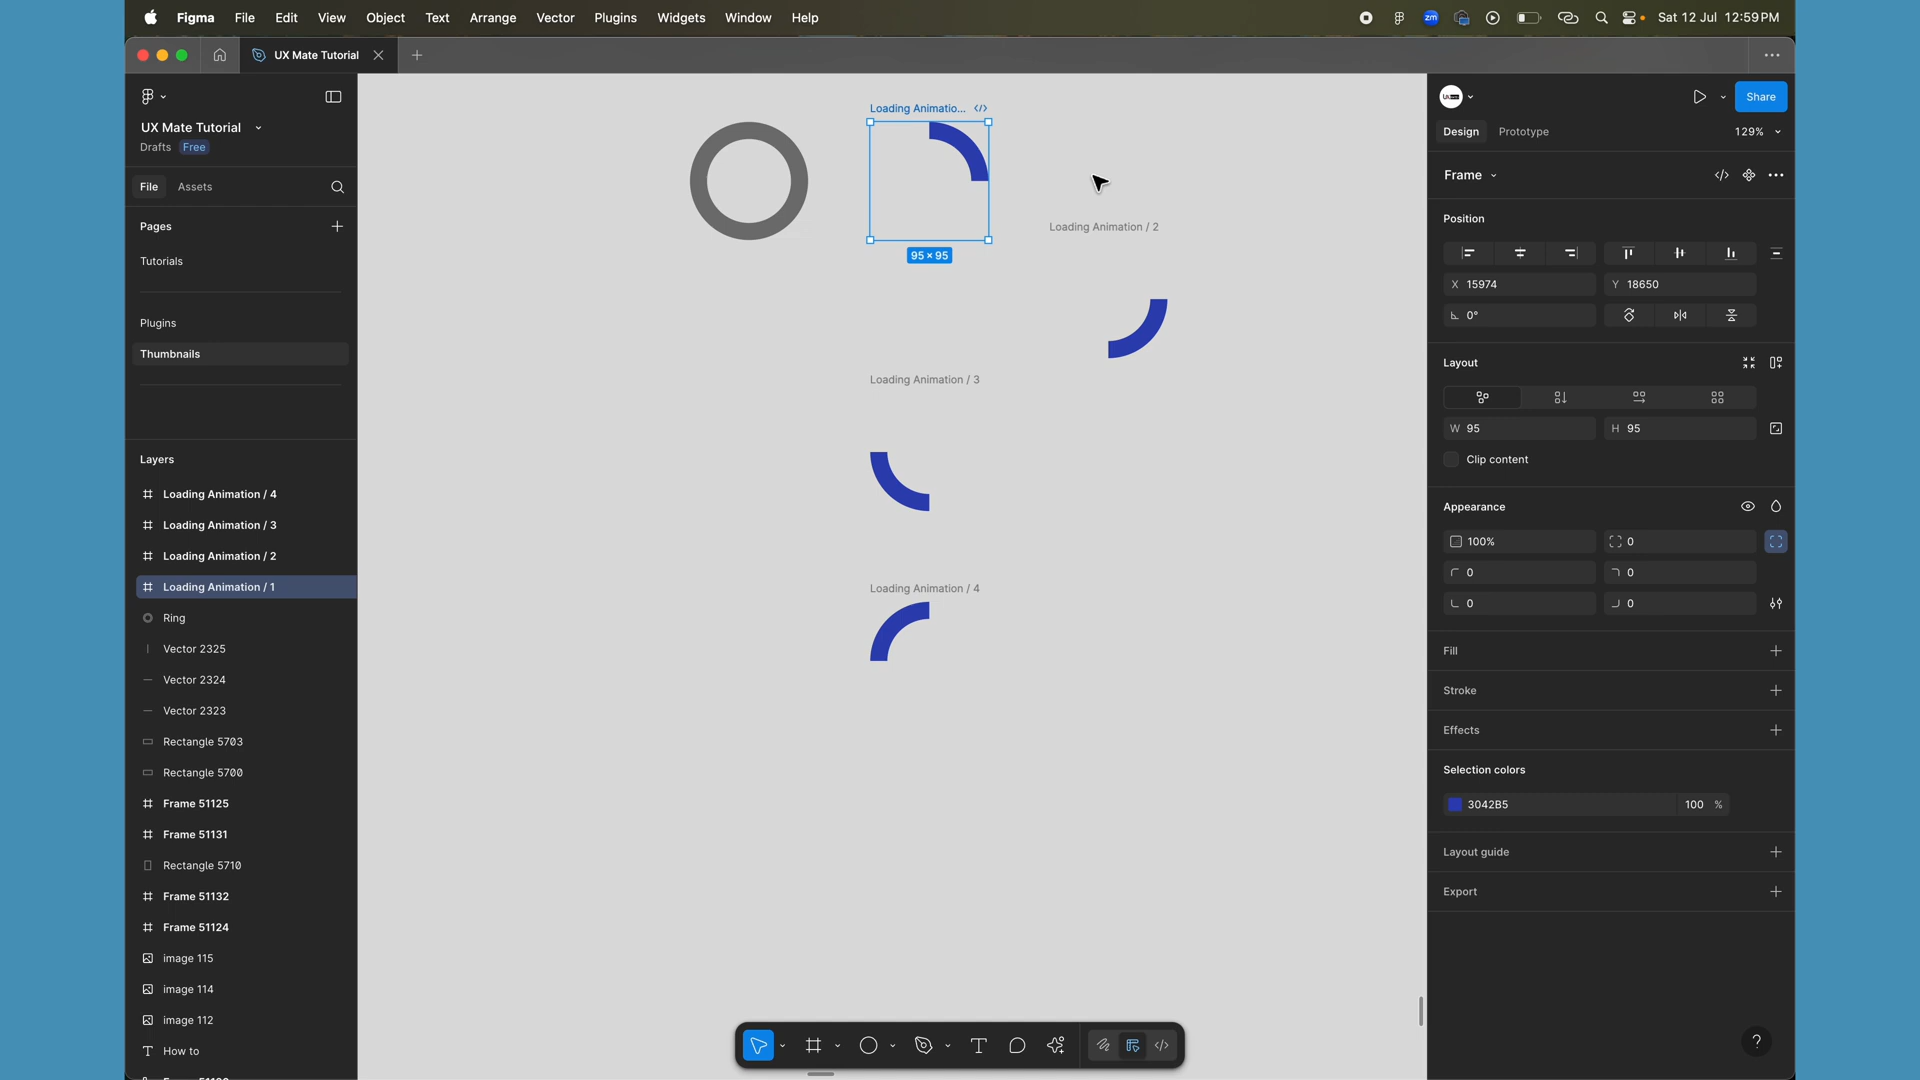 Figma File Edit View Object Text Arrange Vector Plugins Widgets Window Help
zm
Sat 12 Jul 12:59 PM
UX Mate Tutorial
UX Mate Tutorial
Drafts Free
File Assets
Pages
Tutorials
Plugins
Thumbnails
Layers
Loading Animation / 4
Loading Animation / 3
Loading Animation / 2
Loading Animation / 1
Ring
Vector 2325
Vector 2324
Vector 2323
Rectangle 5703
Rectangle 5700
Frame 51125
Frame 51131
Rectangle 5710
Frame 51132
Frame 51124
image 115
image 114
image 112
How to
Loading Animatio...
95 × 95
Loading Animation / 2
Loading Animation / 3
Loading Animation / 4
Share
Design Prototype 129%
Frame
Position
X 15974 Y 18650
0°
Layout
W 95 H 95
Clip content
Appearance
100% 0
0 0
0 0
Fill
Stroke
Effects
Selection colors
3042B5 100 %
Layout guide
Export
?